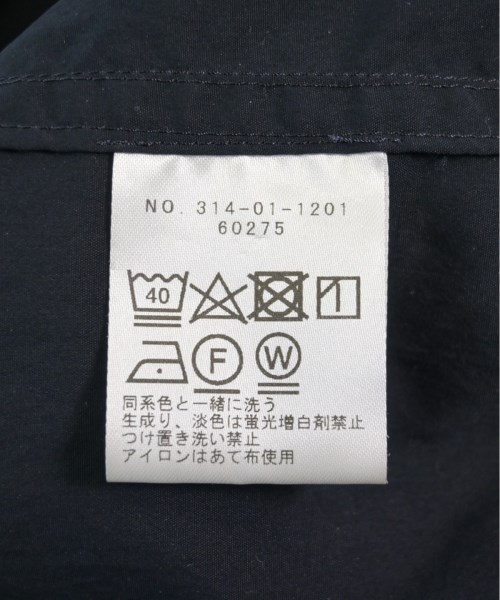 NO. 314-01-1201
60275
40
F W
同系色と一緒に洗う
生成り、淡色は蛍光増白剤禁止
つけ置き洗い禁止
アイロンはあて布使用